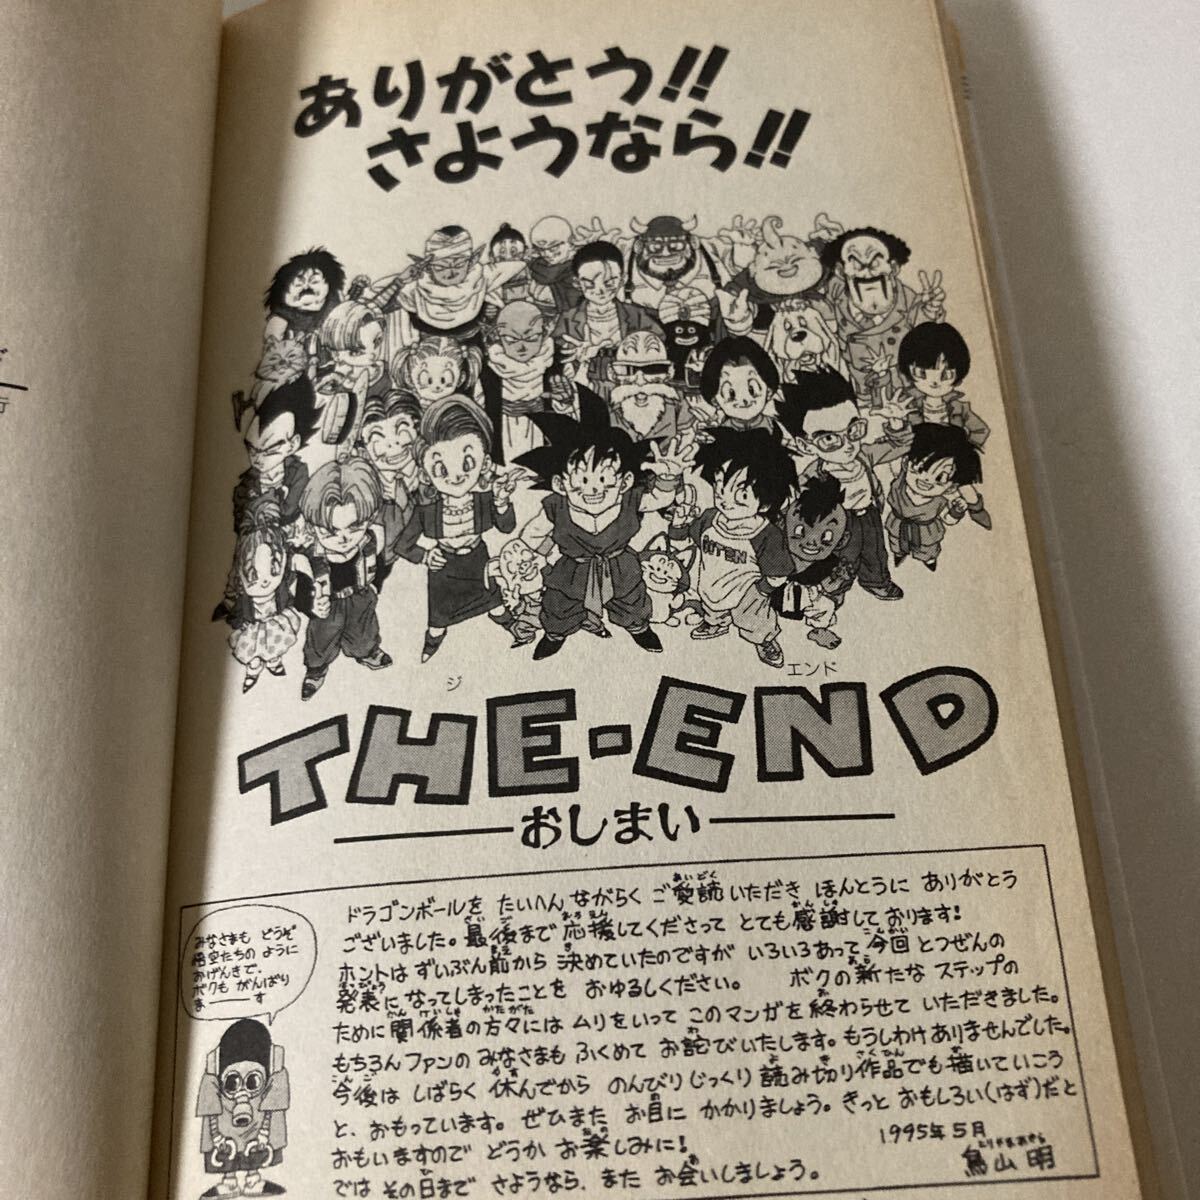 ありがとう!!
さようなら!!
HTEN
ジ エンド
THE-END
おしまい
みなさまも どうぞ
悟空たちの ように
おげんきで、
ボクも がんばり
ま――す
ドラゴンボールを たいへん ながらく ご愛読いただき ほんとうに ありがとう
ございました。最後まで応援してくださって とても感謝しております!
ホントは ずいぶん前から 決めていたのですが いろいろあって今回とつぜんの
発表になってしまったことを おゆるしください。 ボクの新たな ステップの
ために関係者の方々には ムリをいって このマンガを終わらせて いただきました。
もちろんファンの みなさまも ふくめて お詫びいたします。もうしわけありませんでした。
今後は しばらく 休んでから のんびりじっくり 読み切り作品でも描いていこう
と、おもっています。 ぜひまた お目に かかりましょう。きっと おもしろい(はず)だと
おもいますので どうか お楽しみに!
では その日まで さようなら、また お会いしましょう。
1995年5月
鳥山明
行